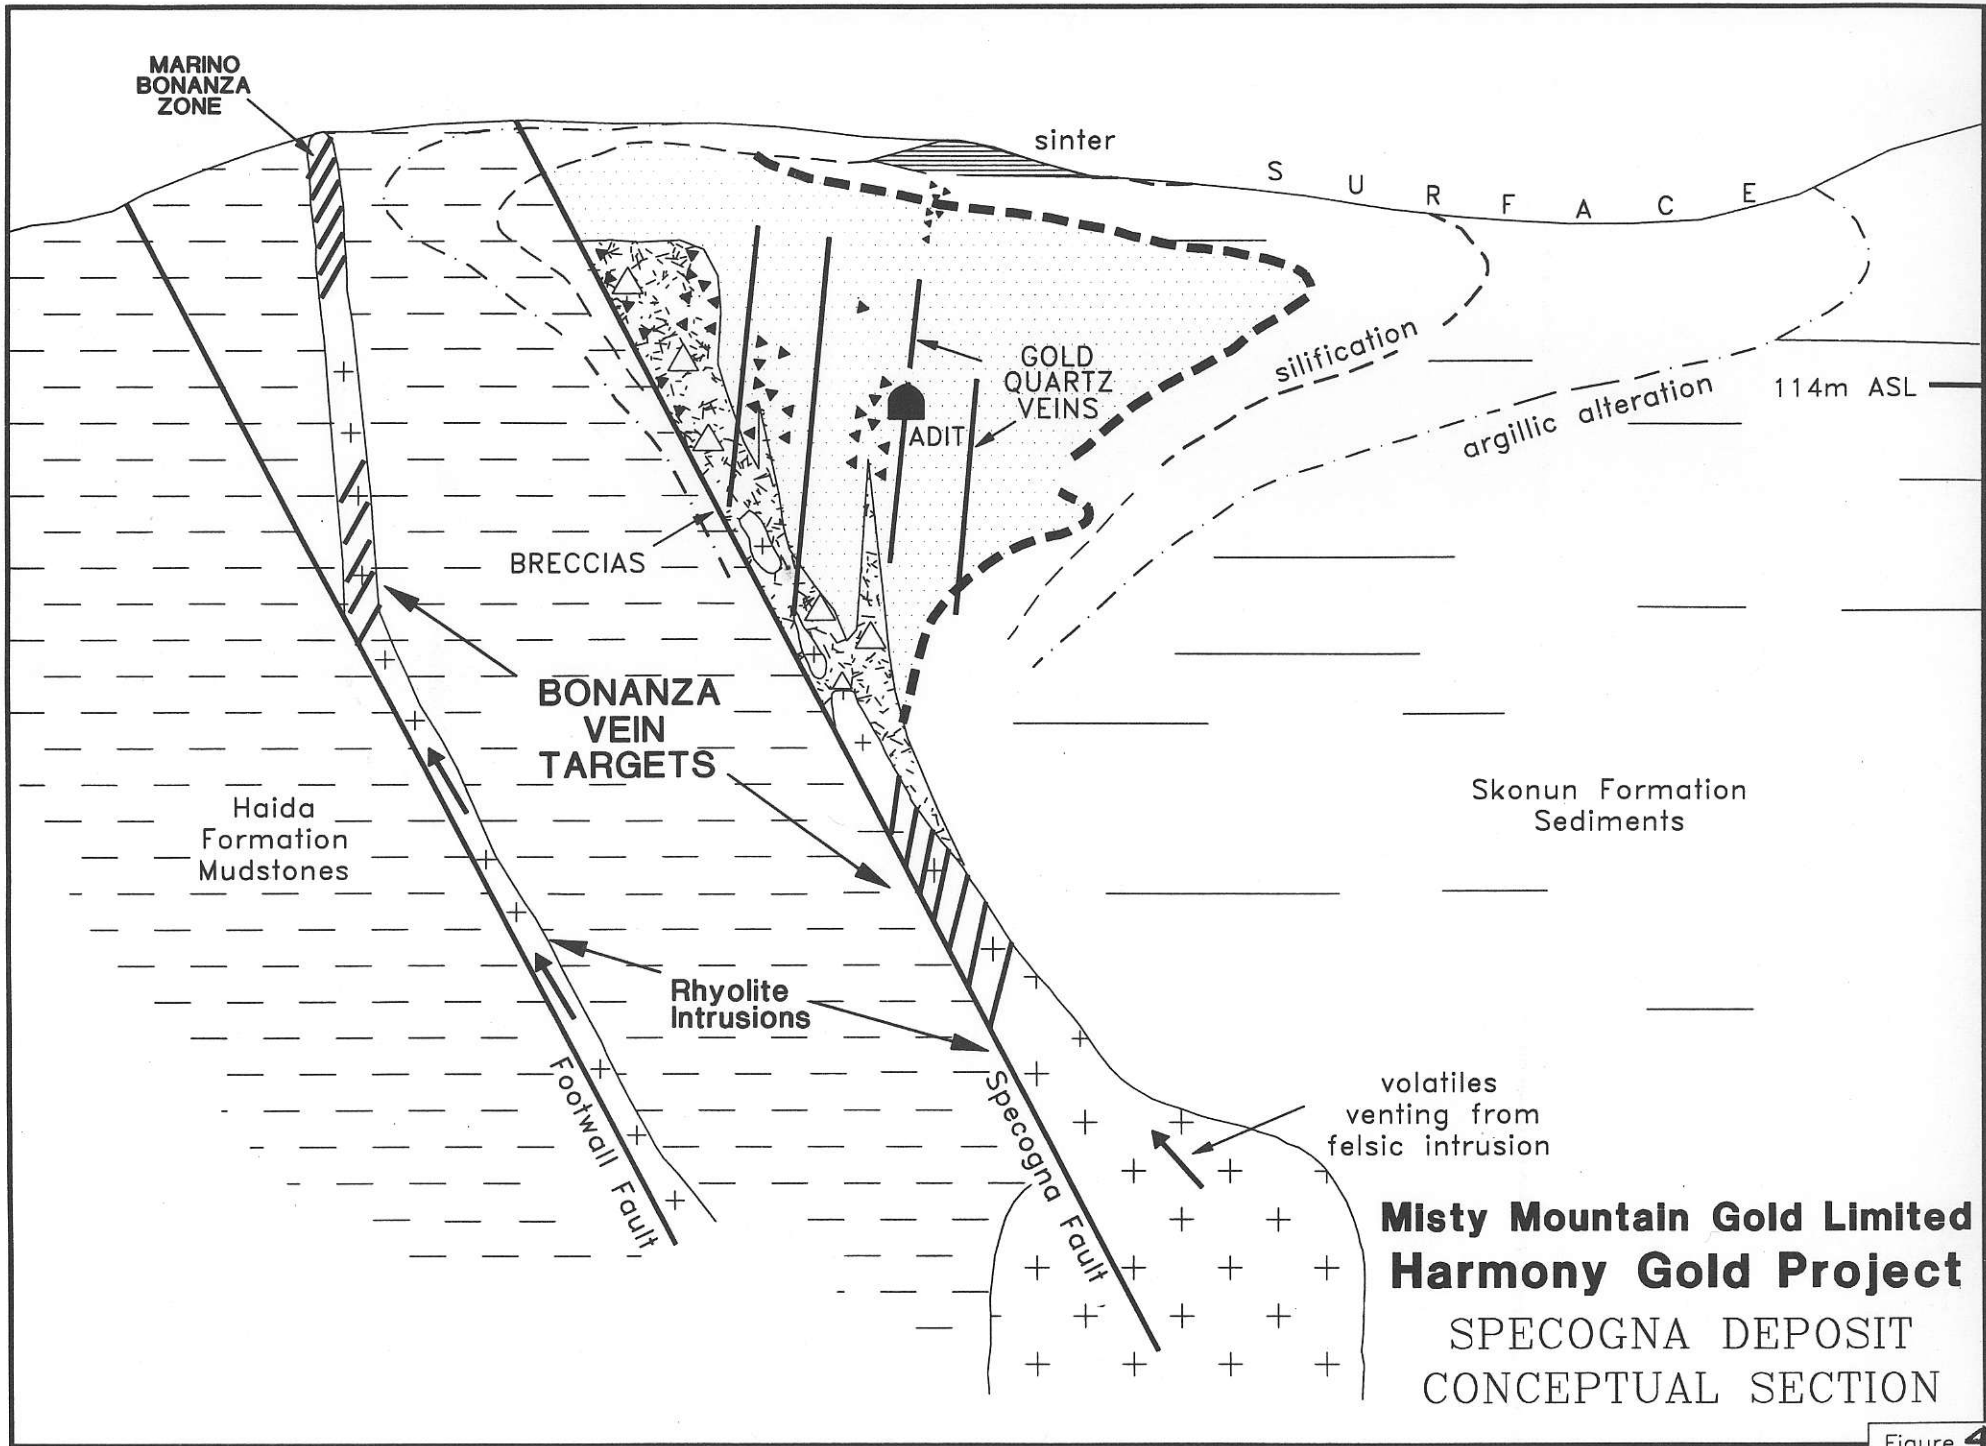 MARINO
BONANZA
ZONE
sinter
SURFACE
GOLD
QUARTZ
VEINS
ADIT
silification
argillic alteration
114m ASL
BRECCIAS
BONANZA
VEIN
TARGETS
Haida
Formation
Mudstones
Skonun Formation
Sediments
Rhyolite
Intrusions
Footwall Fault
Specogna Fault
volatiles
venting from
felsic intrusion
Misty Mountain Gold Limited
Harmony Gold Project
SPECOGNA DEPOSIT
CONCEPTUAL SECTION
Figure 4